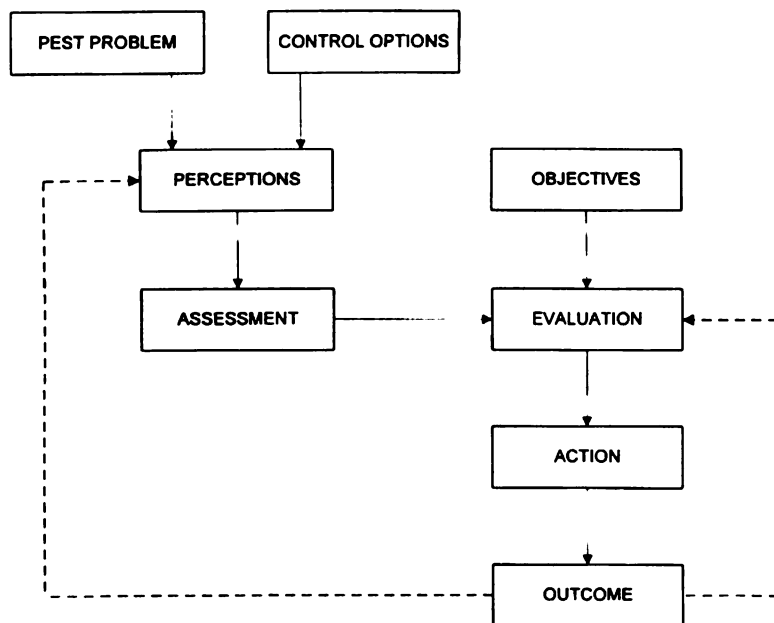 PEST PROBLEM
CONTROL OPTIONS
PERCEPTIONS
OBJECTIVES
ASSESSMENT
EVALUATION
ACTION
OUTCOME